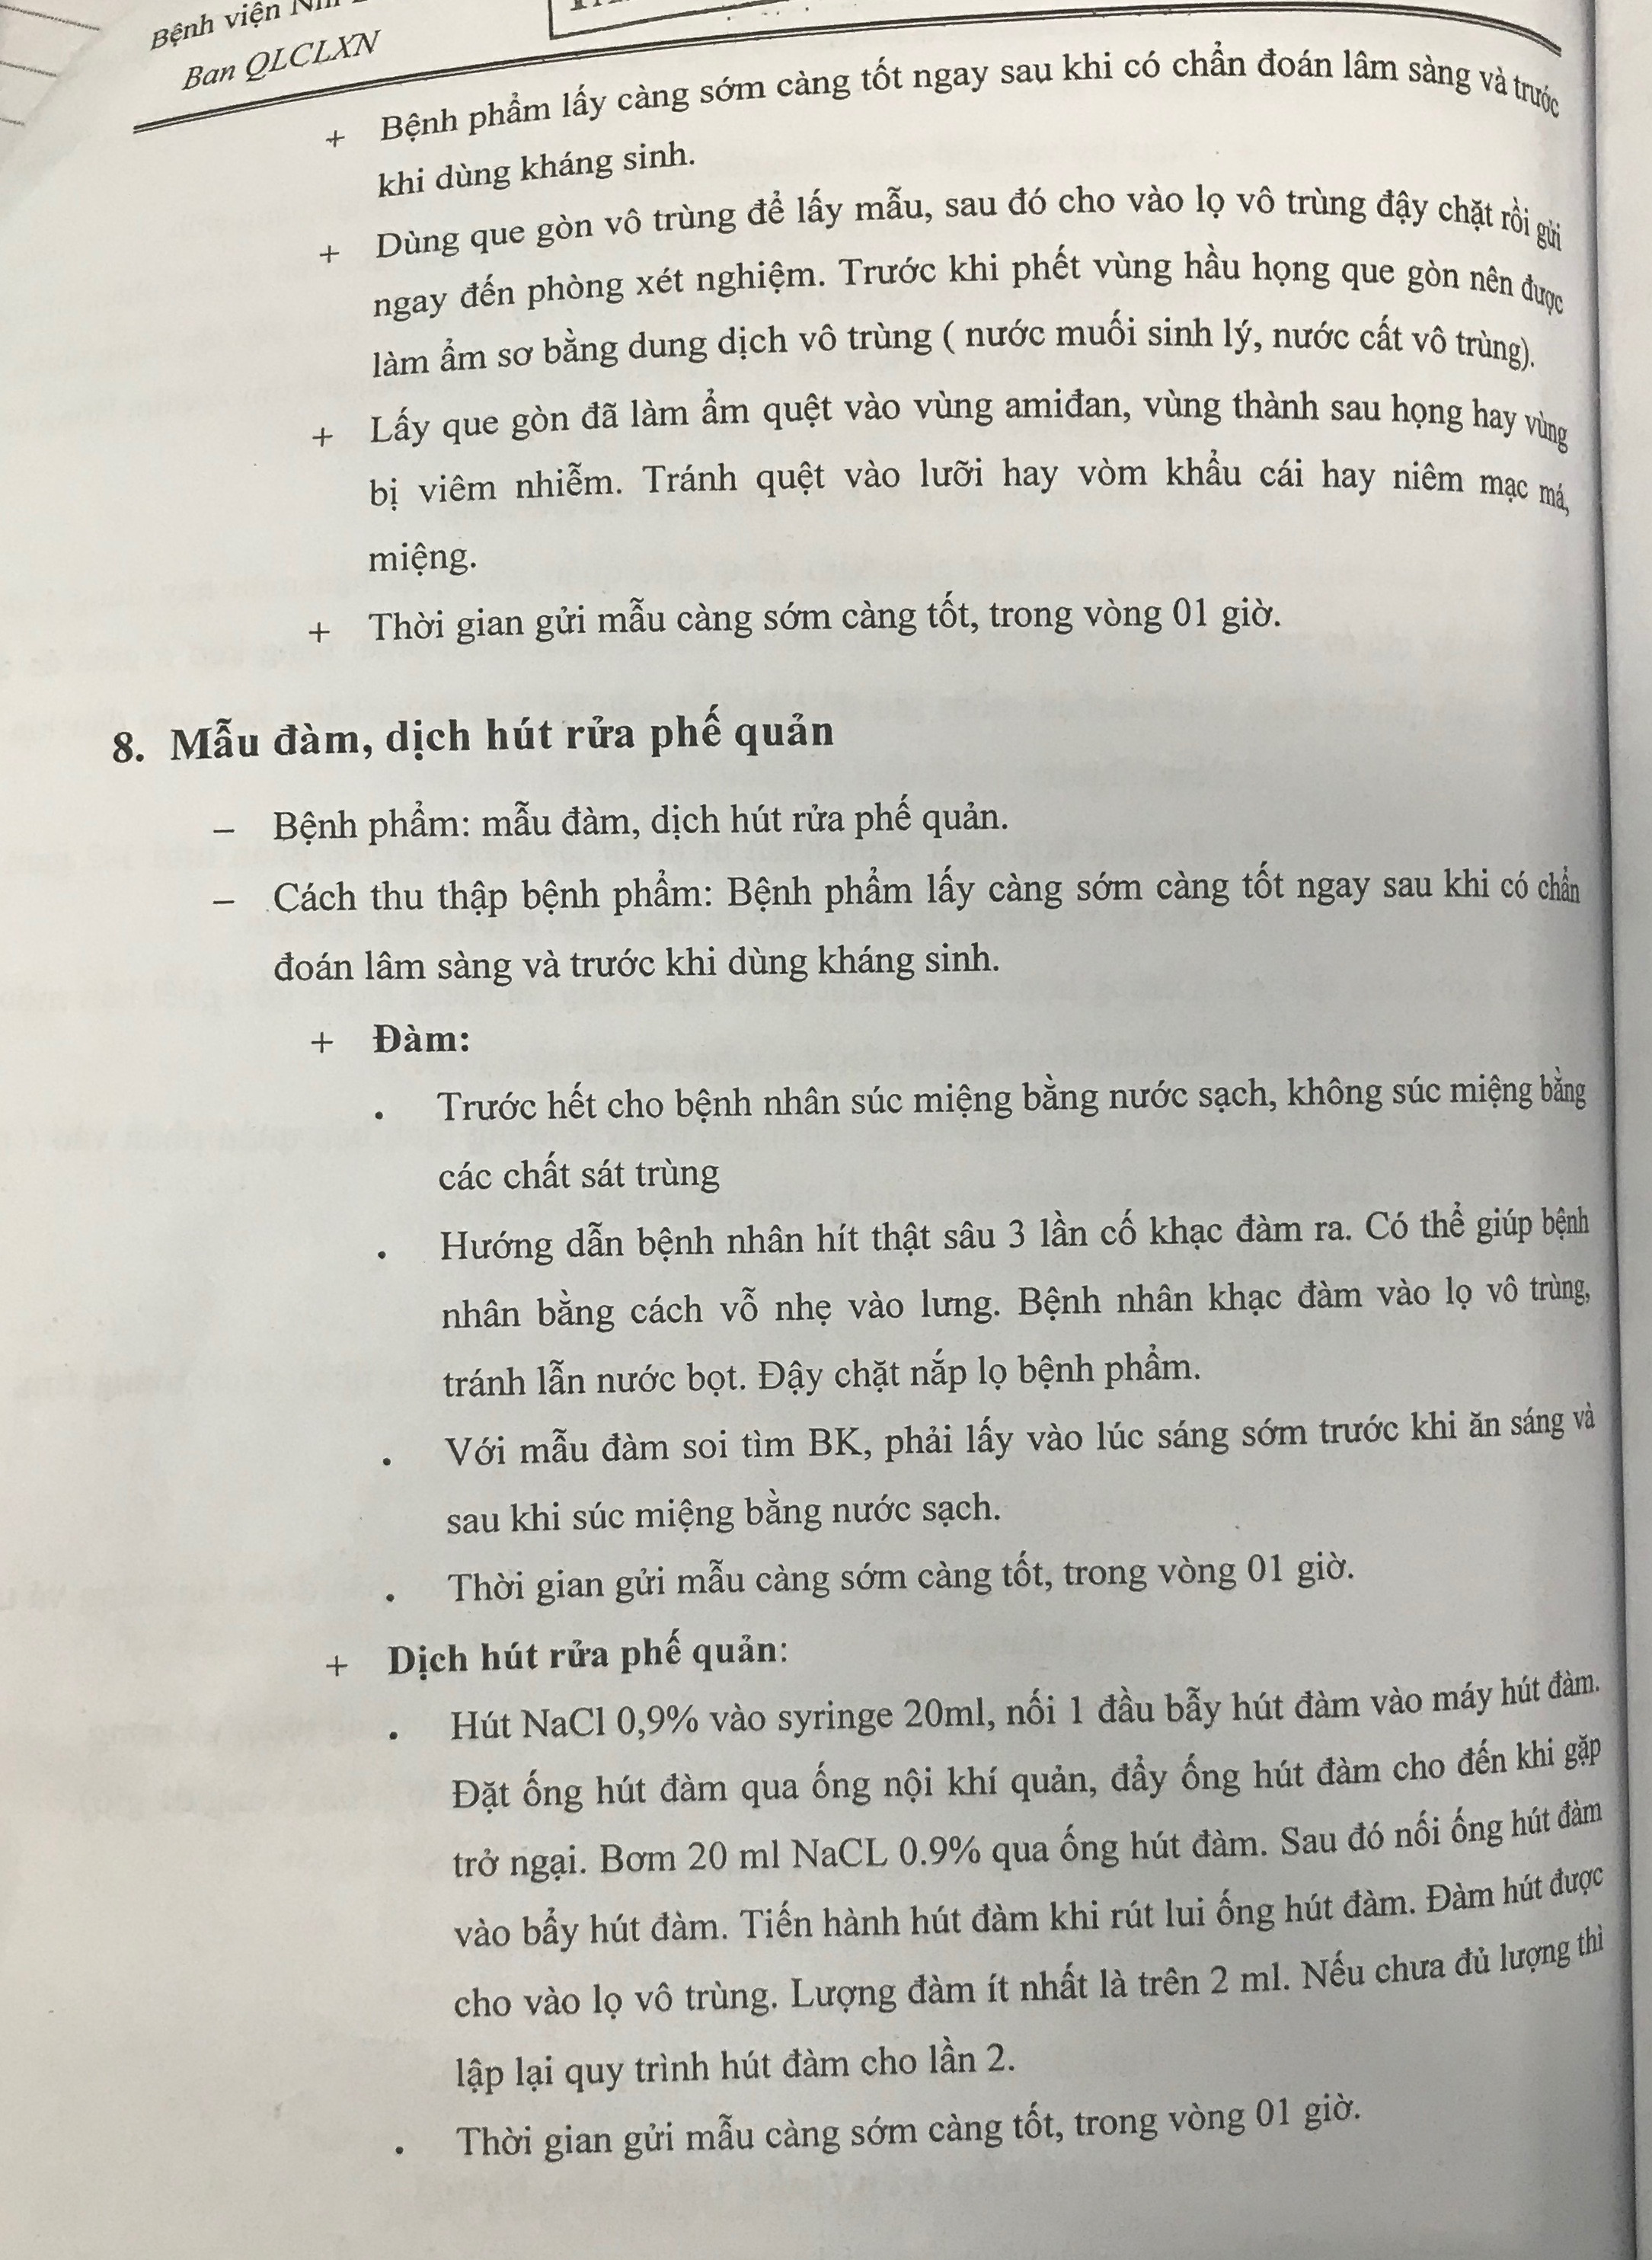 Bệnh viện
Ban QLCLXN
+ Bệnh phẩm lấy càng sớm càng tốt ngay sau khi có chẩn đoán lâm sàng và trước
khi dùng kháng sinh.
+ Dùng que gòn vô trùng để lấy mẫu, sau đó cho vào lọ vô trùng đậy chặt rồi gửi
ngay đến phòng xét nghiệm. Trước khi phết vùng hầu họng que gòn nên được
làm ẩm sơ bằng dung dịch vô trùng ( nước muối sinh lý, nước cất vô trùng).
+ Lấy que gòn đã làm ẩm quệt vào vùng amiđan, vùng thành sau họng hay vùng
bị viêm nhiễm. Tránh quệt vào lưỡi hay vòm khẩu cái hay niêm mạc má,
miệng.
+ Thời gian gửi mẫu càng sớm càng tốt, trong vòng 01 giờ.
8. Mẫu đàm, dịch hút rửa phế quản
– Bệnh phẩm: mẫu đàm, dịch hút rửa phế quản.
– Cách thu thập bệnh phẩm: Bệnh phẩm lấy càng sớm càng tốt ngay sau khi có chẩn
đoán lâm sàng và trước khi dùng kháng sinh.
+ Đàm:
. Trước hết cho bệnh nhân súc miệng bằng nước sạch, không súc miệng bằng
các chất sát trùng
. Hướng dẫn bệnh nhân hít thật sâu 3 lần cố khạc đàm ra. Có thể giúp bệnh
nhân bằng cách vỗ nhẹ vào lưng. Bệnh nhân khạc đàm vào lọ vô trùng,
tránh lẫn nước bọt. Đậy chặt nắp lọ bệnh phẩm.
. Với mẫu đàm soi tìm BK, phải lấy vào lúc sáng sớm trước khi ăn sáng và
sau khi súc miệng bằng nước sạch.
. Thời gian gửi mẫu càng sớm càng tốt, trong vòng 01 giờ.
+ Dịch hút rửa phế quản:
. Hút NaCl 0,9% vào syringe 20ml, nối 1 đầu bẫy hút đàm vào máy hút đàm.
Đặt ống hút đàm qua ống nội khí quản, đẩy ống hút đàm cho đến khi gặp
trở ngại. Bơm 20 ml NaCL 0.9% qua ống hút đàm. Sau đó nối ống hút đàm
vào bẩy hút đàm. Tiến hành hút đàm khi rút lui ống hút đàm. Đàm hút được
cho vào lọ vô trùng. Lượng đàm ít nhất là trên 2 ml. Nếu chưa đủ lượng thì
lập lại quy trình hút đàm cho lần 2.
. Thời gian gửi mẫu càng sớm càng tốt, trong vòng 01 giờ.